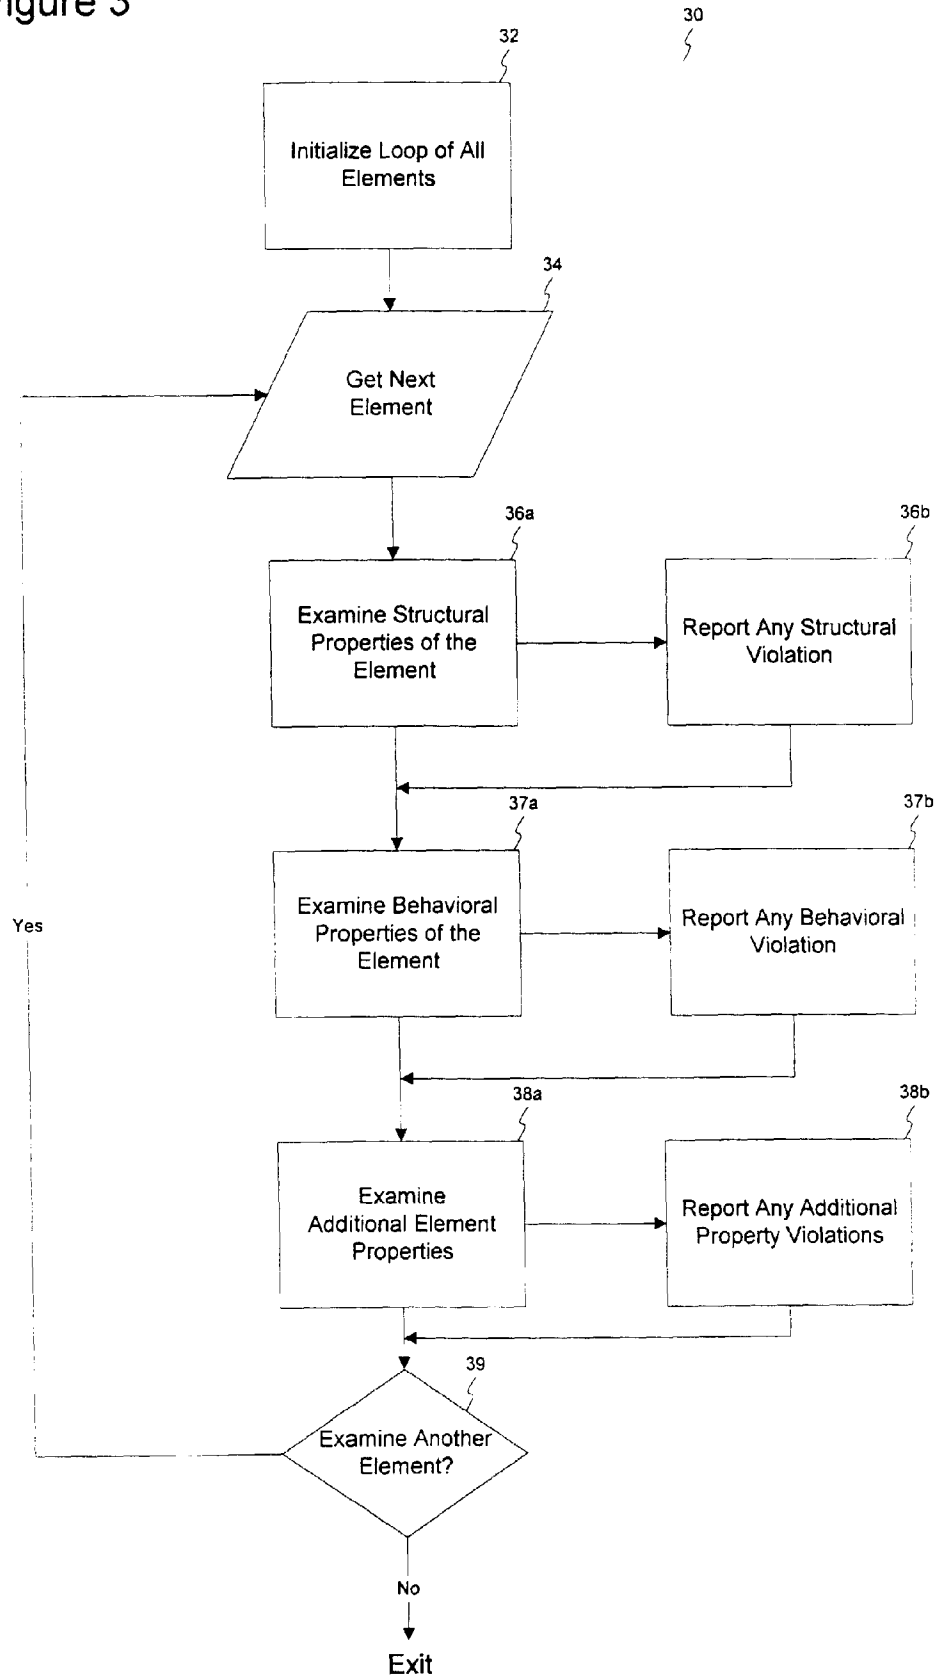 igure 3
30
32
Initialize Loop of All
Elements
34
Get Next
Element
36a
36b
Examine Structural
Properties of the
Element
Report Any Structural
Violation
37a
37b
Examine Behavioral
Properties of the
Element
Report Any Behavioral
Violation
Yes
38a
38b
Examine
Additional Element
Properties
Report Any Additional
Property Violations
39
Examine Another
Element?
No
Exit